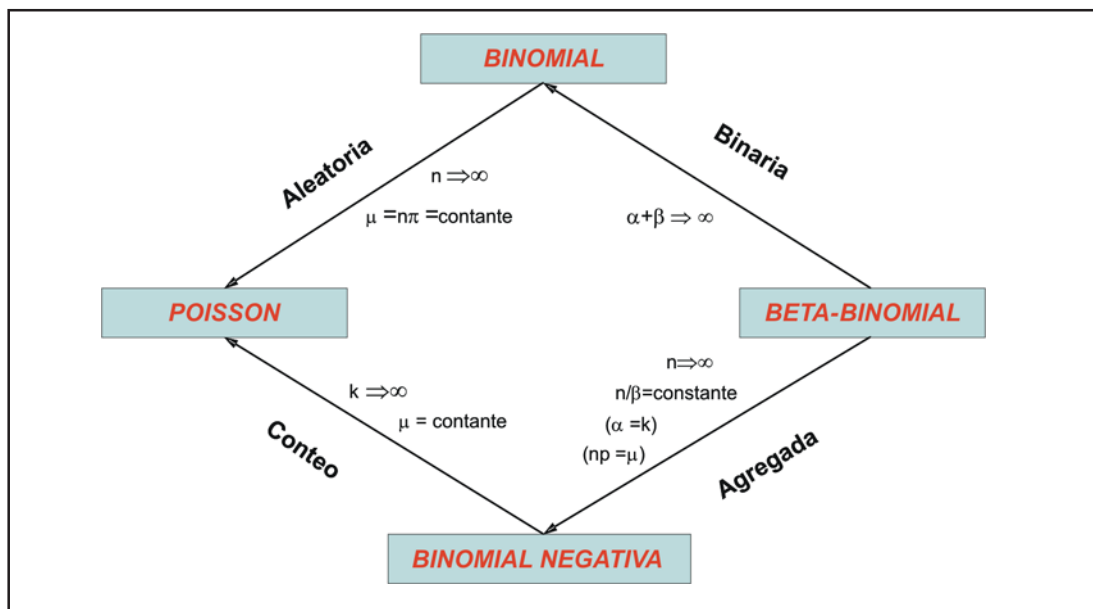 BINOMIAL
Aleatoria
Binaria
n ⇒∞
μ =nπ =contante
α+β ⇒ ∞
POISSON
BETA-BINOMIAL
k ⇒∞
μ = contante
n⇒∞
n/β=constante
(α =k)
(np =μ)
Conteo
Agregada
BINOMIAL NEGATIVA